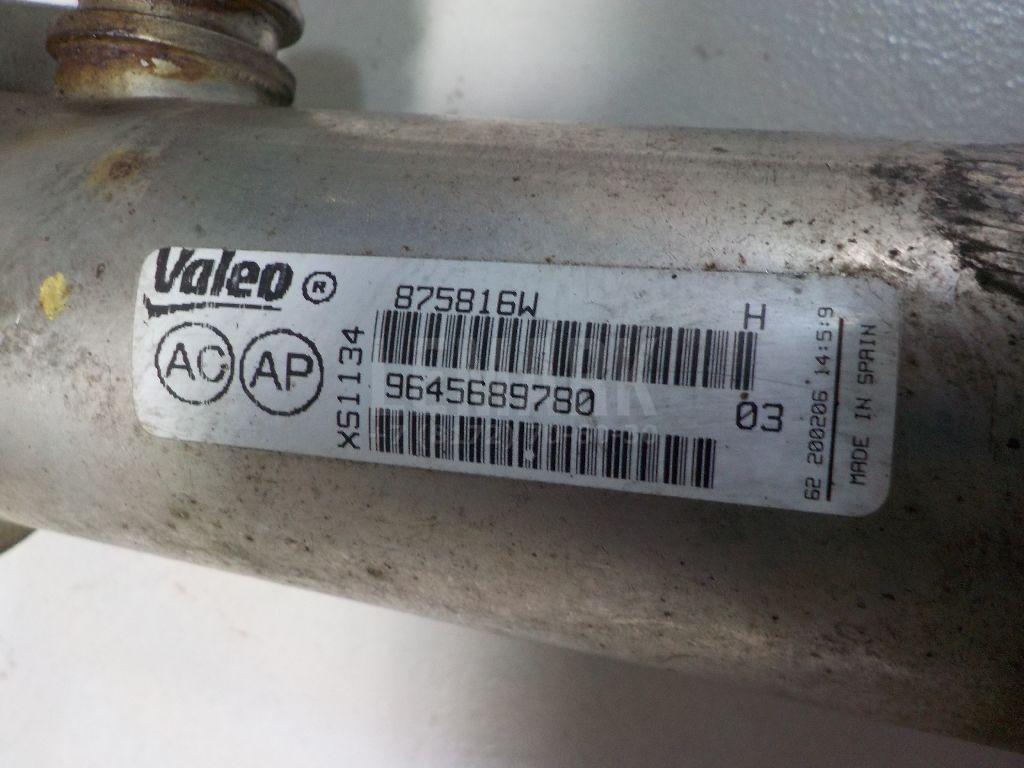 Valeo ®
875816W
H
AC AP
XS1134
9645689780
03
62 200206 14:5:9
MADE IN SPAIN